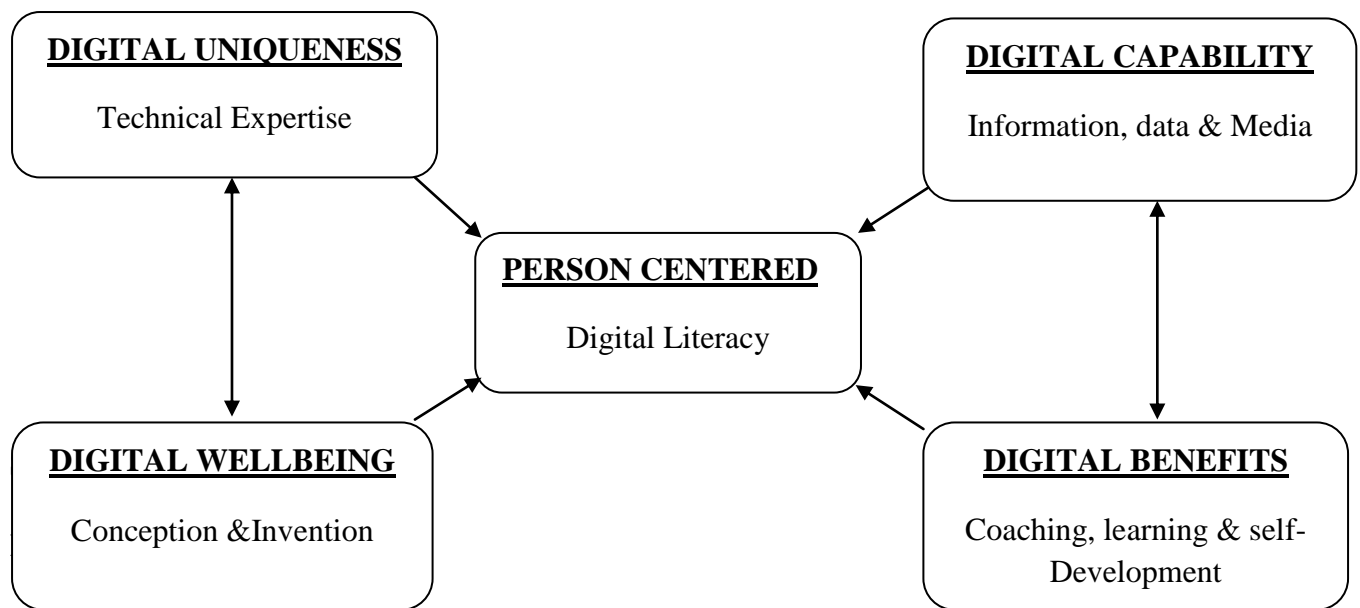 DIGITAL UNIQUENESS
Technical Expertise
DIGITAL CAPABILITY
Information, data & Media
PERSON CENTERED
Digital Literacy
DIGITAL WELLBEING
Conception &Invention
DIGITAL BENEFITS
Coaching, learning & self-
Development